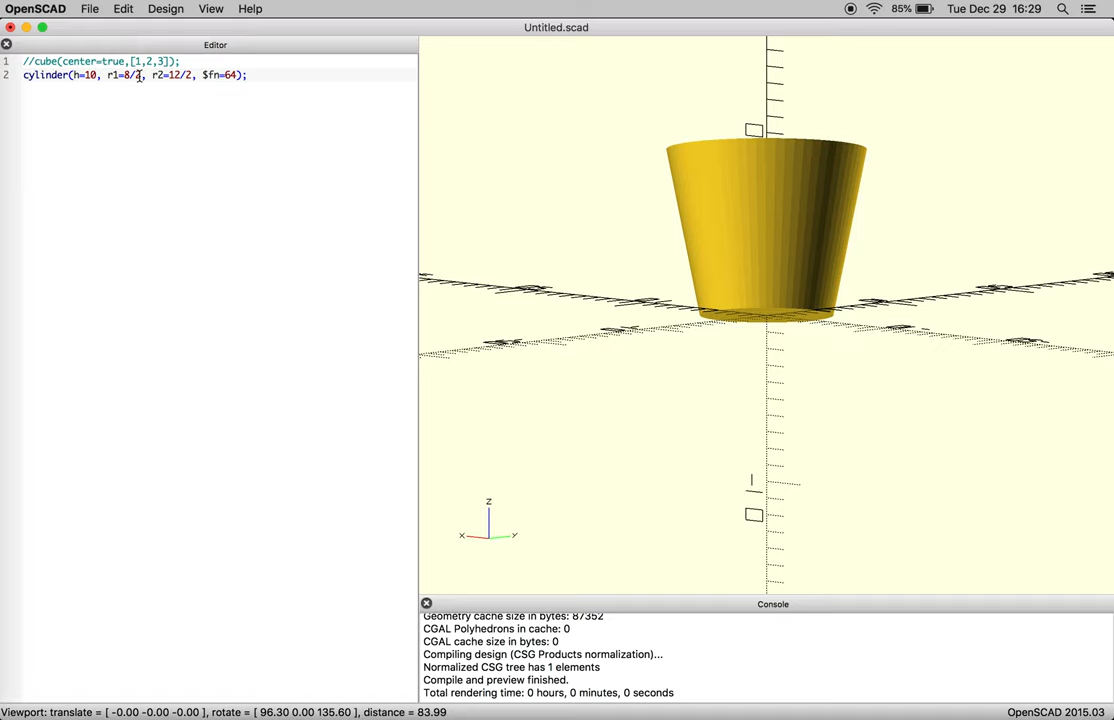 OpenSCAD File Edit Design View Help 85% Tue Dec 29 16:29
Untitled.scad
Editor
1 //cube(center=true,[1,2,3]);
2 cylinder(h=10, r1=8/2, r2=12/2, $fn=64);
Z
X Y
Console
Geometry cache size in bytes: 87352
CGAL Polyhedrons in cache: 0
CGAL cache size in bytes: 0
Compiling design (CSG Products normalization)...
Normalized CSG tree has 1 elements
Compile and preview finished.
Total rendering time: 0 hours, 0 minutes, 0 seconds
Viewport: translate = [ -0.00 -0.00 -0.00 ], rotate = [ 96.30 0.00 135.60 ], distance = 83.99 OpenSCAD 2015.03